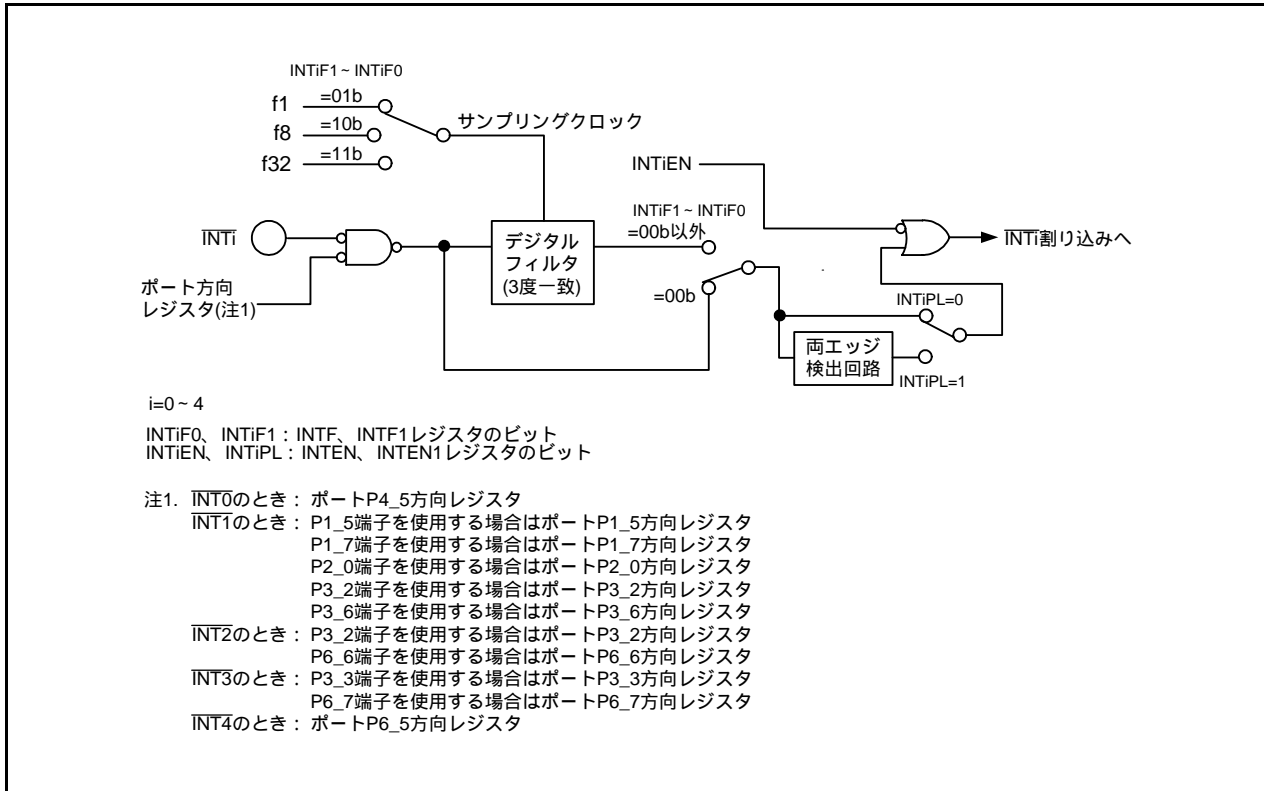 INTiF1~INTiF0
f1 =01b
f8 =10b
f32 =11b
サンプリングクロック
INTiEN
INTi
ポート方向
レジスタ(注1)
デジタル
フィルタ
(3度一致)
INTiF1~INTiF0
=00b以外
=00b
INTi割り込みへ
INTiPL=0
両エッジ
検出回路
INTiPL=1
i=0~4
INTiF0、INTiF1:INTF、INTF1レジスタのビット
INTiEN、INTiPL:INTEN、INTEN1レジスタのビット
注1. INT0のとき:ポートP4_5方向レジスタ
INT1のとき:P1_5端子を使用する場合はポートP1_5方向レジスタ
P1_7端子を使用する場合はポートP1_7方向レジスタ
P2_0端子を使用する場合はポートP2_0方向レジスタ
P3_2端子を使用する場合はポートP3_2方向レジスタ
P3_6端子を使用する場合はポートP3_6方向レジスタ
INT2のとき:P3_2端子を使用する場合はポートP3_2方向レジスタ
P6_6端子を使用する場合はポートP6_6方向レジスタ
INT3のとき:P3_3端子を使用する場合はポートP3_3方向レジスタ
P6_7端子を使用する場合はポートP6_7方向レジスタ
INT4のとき:ポートP6_5方向レジスタ